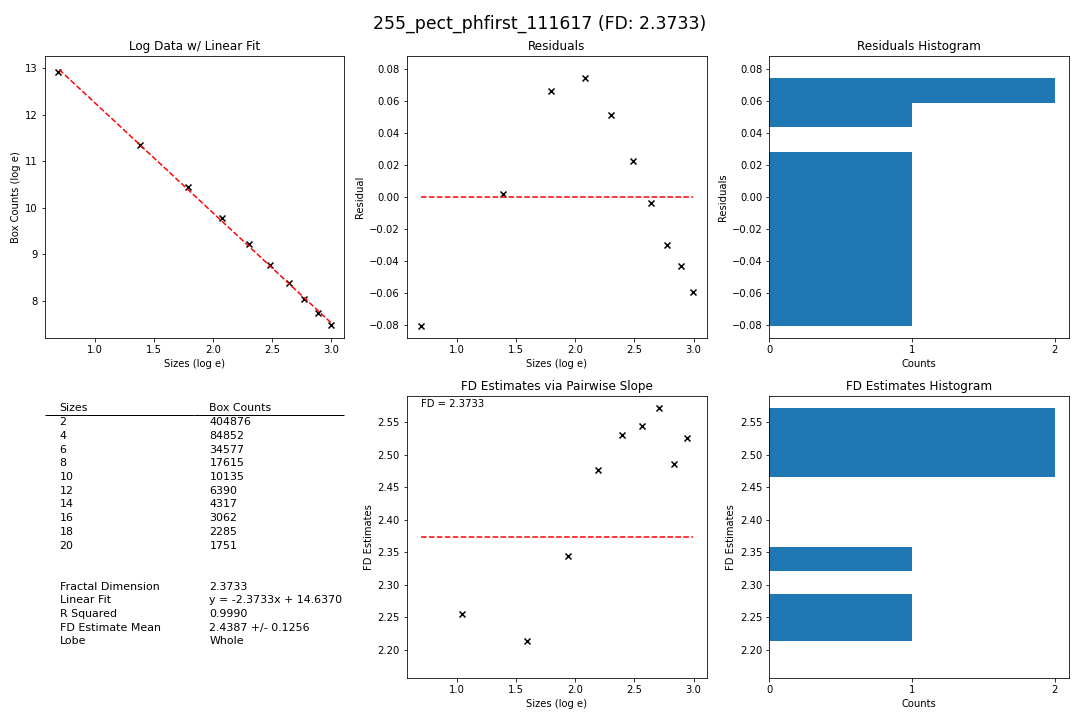 255_pect_phfirst_111617 (FD: 2.3733)
Log Data w/ Linear Fit
13
12
11
10
9
8
Box Counts (log e)
1.0 1.5 2.0 2.5 3.0
Sizes (log e)
Residuals
0.08
0.06
0.04
0.02
0.00
−0.02
−0.04
−0.06
−0.08
Residual
1.0 1.5 2.0 2.5 3.0
Sizes (log e)
Residuals Histogram
0.08
0.06
0.04
0.02
0.00
−0.02
−0.04
−0.06
−0.08
Residuals
0 1 2
Counts
Sizes Box Counts
2 404876
4 84852
6 34577
8 17615
10 10135
12 6390
14 4317
16 3062
18 2285
20 1751
Fractal Dimension 2.3733
Linear Fit y = -2.3733x + 14.6370
R Squared 0.9990
FD Estimate Mean 2.4387 +/- 0.1256
Lobe Whole
FD Estimates via Pairwise Slope
FD = 2.3733
2.55
2.50
2.45
2.40
2.35
2.30
2.25
2.20
FD Estimates
1.0 1.5 2.0 2.5 3.0
Sizes (log e)
FD Estimates Histogram
2.55
2.50
2.45
2.40
2.35
2.30
2.25
2.20
FD Estimates
0 1 2
Counts